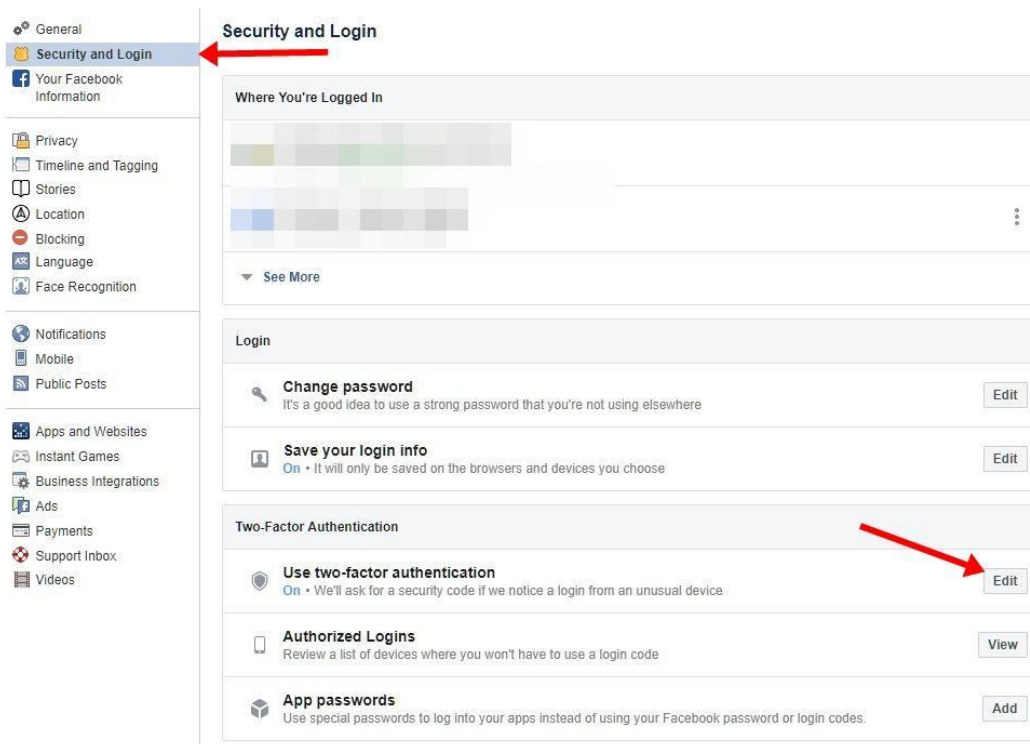 General
Security and Login
Your Facebook
Information
Privacy
Timeline and Tagging
Stories
Location
Blocking
Language
Face Recognition
Notifications
Mobile
Public Posts
Apps and Websites
Instant Games
Business Integrations
Ads
Payments
Support Inbox
Videos
Security and Login
Where You're Logged In
See More
Login
Change password
It's a good idea to use a strong password that you're not using elsewhere
Edit
Save your login info
On • It will only be saved on the browsers and devices you choose
Edit
Two-Factor Authentication
Use two-factor authentication
On • We'll ask for a security code if we notice a login from an unusual device
Edit
Authorized Logins
Review a list of devices where you won't have to use a login code
View
App passwords
Use special passwords to log into your apps instead of using your Facebook password or login codes.
Add